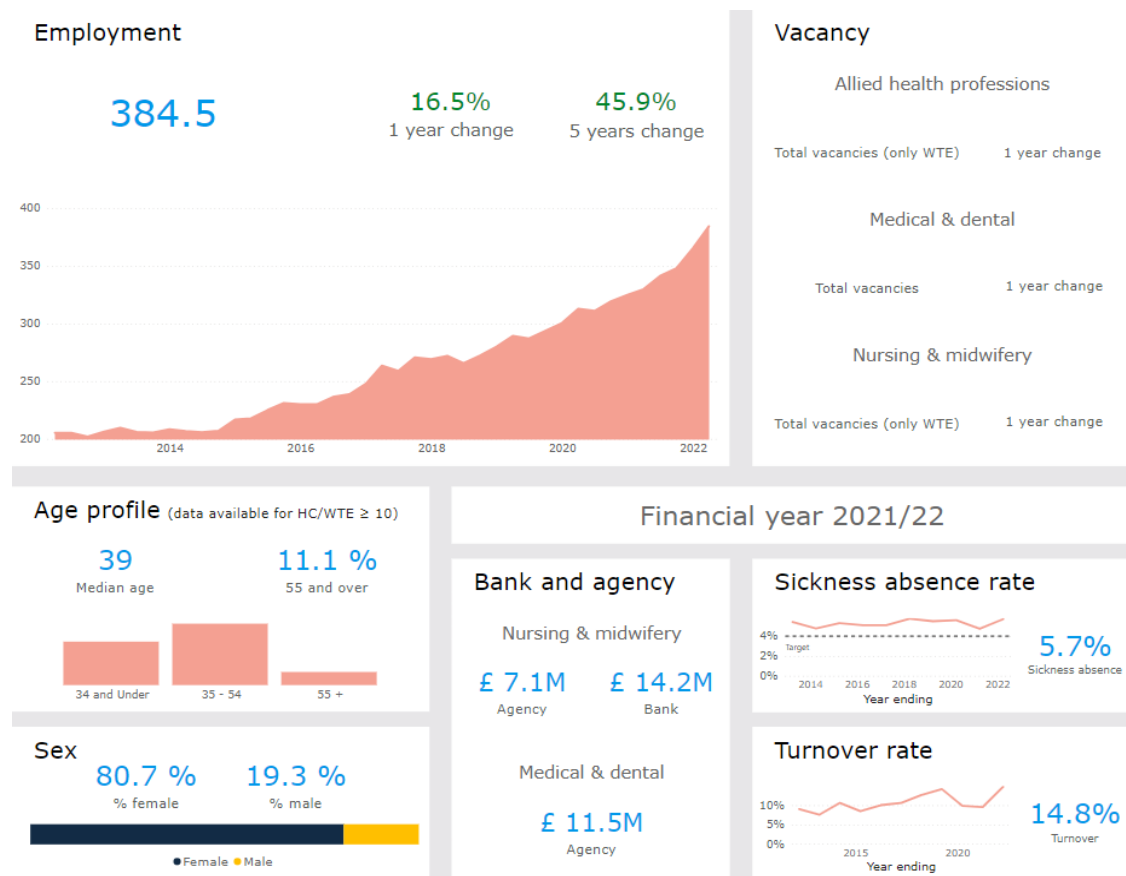 Employment
384.5
16.5%
1 year change
45.9%
5 years change
400
350
300
250
200
2014
2016
2018
2020
2022
Vacancy
Allied health professions
Total vacancies (only WTE)
1 year change
Medical & dental
Total vacancies
1 year change
Nursing & midwifery
Total vacancies (only WTE)
1 year change
Age profile (data available for HC/WTE ≥ 10)
39
Median age
11.1 %
55 and over
34 and Under
35 - 54
55 +
Sex
80.7 %
% female
19.3 %
% male
Female
Male
Financial year 2021/22
Bank and agency
Nursing & midwifery
£ 7.1M
Agency
£ 14.2M
Bank
Medical & dental
£ 11.5M
Agency
Sickness absence rate
4%
2%
0%
Target
2014
2016
2018
2020
2022
Year ending
5.7%
Sickness absence
Turnover rate
10%
5%
0%
2015
2020
Year ending
14.8%
Turnover